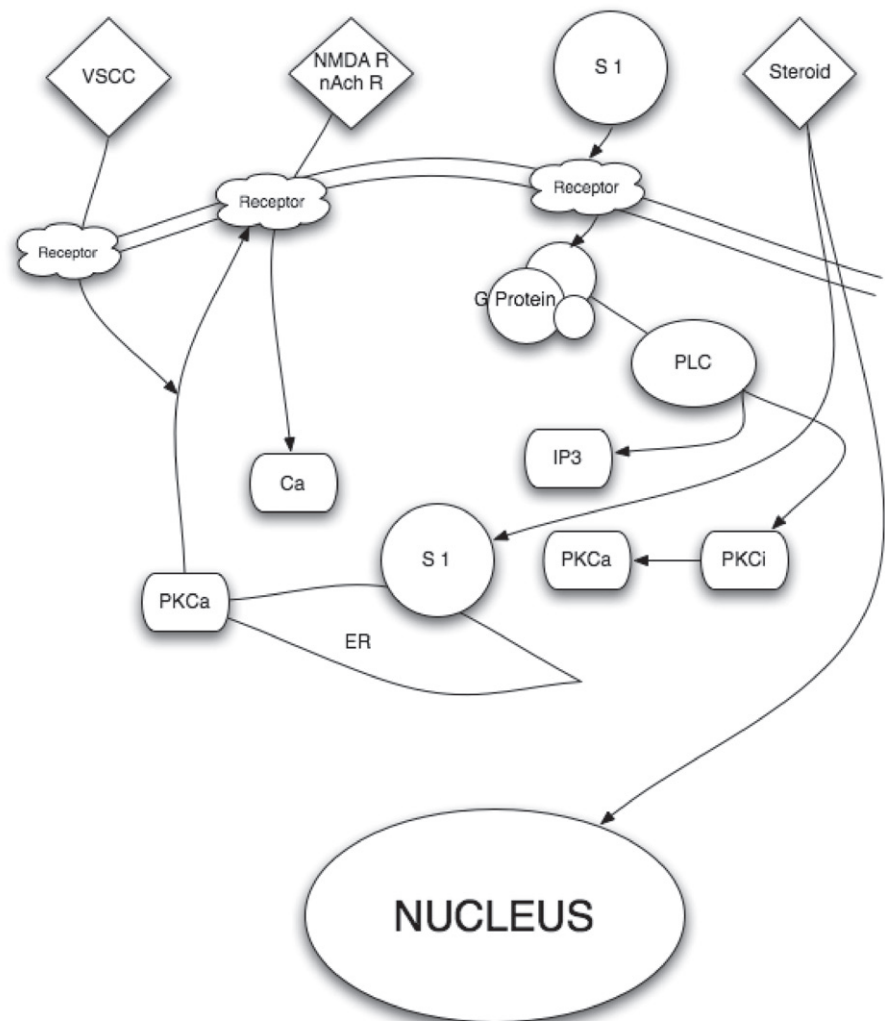 VSCC
NMDA R
nAch R
S 1
Steroid
Receptor
Receptor
Receptor
G Protein
PLC
IP3
Ca
S 1
PKCa
PKCi
PKCa
ER
NUCLEUS